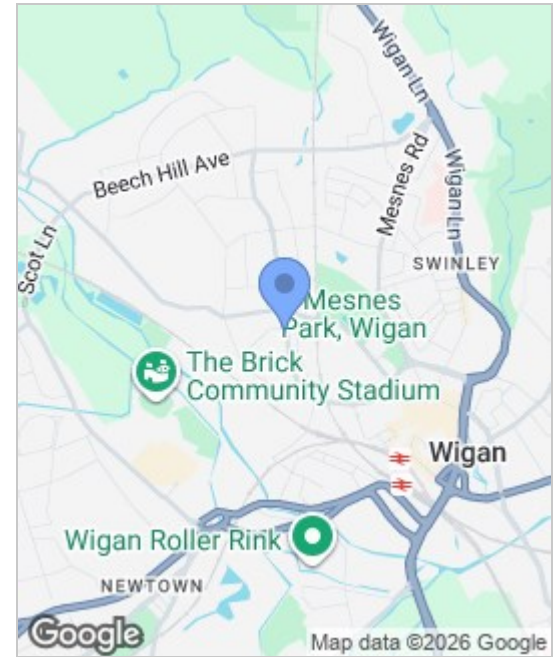 Wigan Ln
Beech Hill Ave
Mesnes Rd
Wigan Ln
Scot Ln
SWINLEY
Mesnes
Park, Wigan
The Brick
Community Stadium
Wigan
Wigan Roller Rink
NEWTOWN
Google
Map data ©2026 Google